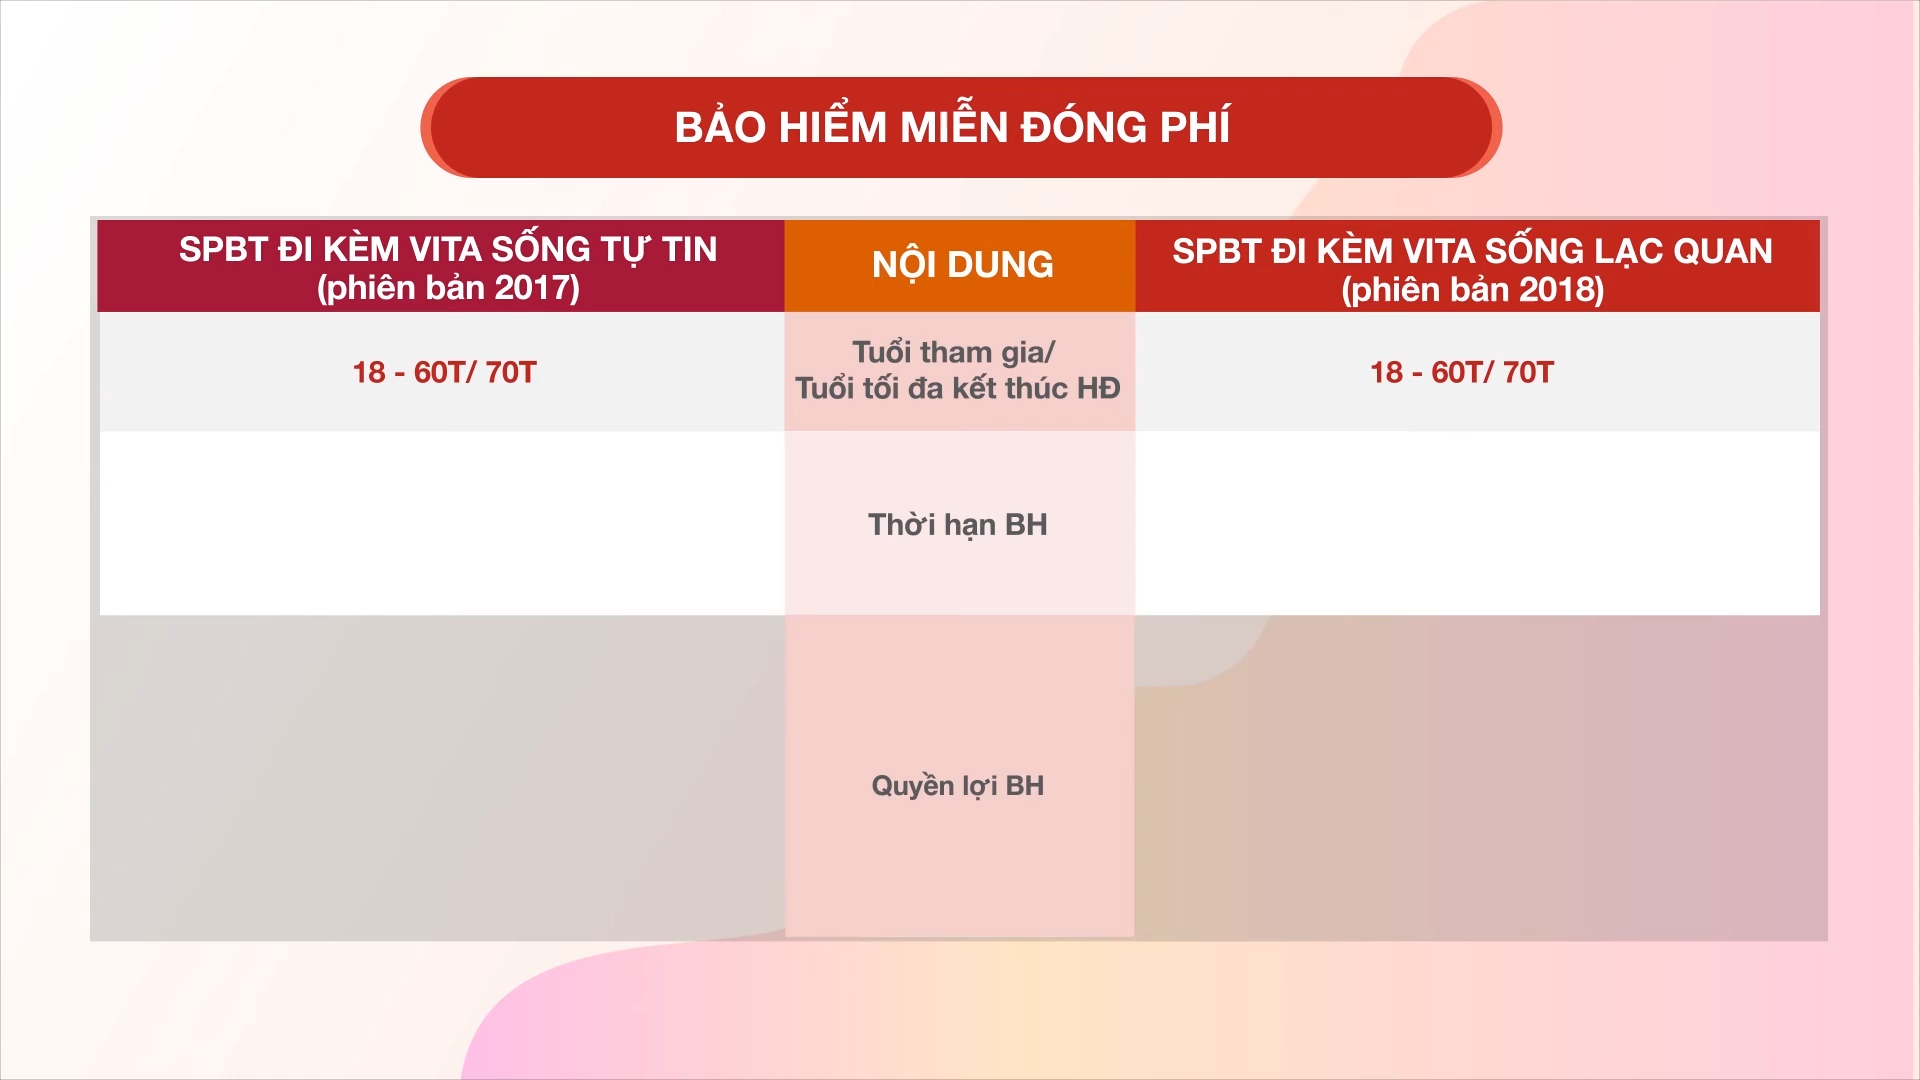 BẢO HIỂM MIỄN ĐÓNG PHÍ
SPBT ĐI KÈM VITA SỐNG TỰ TIN
(phiên bản 2017)
NỘI DUNG
SPBT ĐI KÈM VITA SỐNG LẠC QUAN
(phiên bản 2018)
18 - 60T/ 70T
Tuổi tham gia/
Tuổi tối đa kết thúc HĐ
18 - 60T/ 70T
Thời hạn BH
Quyền lợi BH